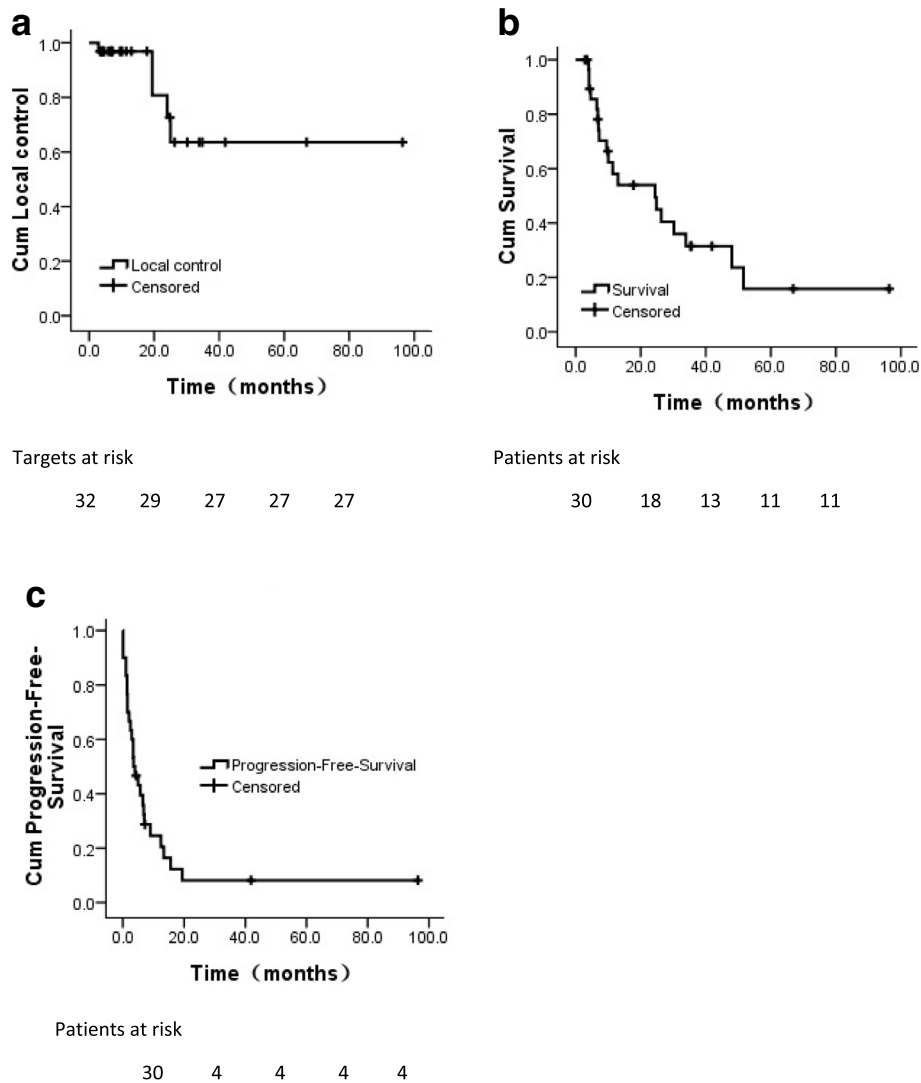 a
1.0
0.8
0.6
0.4
0.2
0.0
Cum Local control
Local control
Censored
0.0 20.0 40.0 60.0 80.0 100.0
Time（months）
Targets at risk
32 29 27 27 27
b
1.0
0.8
0.6
0.4
0.2
0.0
Cum Survival
Survival
Censored
0.0 20.0 40.0 60.0 80.0 100.0
Time（months）
Patients at risk
30 18 13 11 11
c
1.0
0.8
0.6
0.4
0.2
0.0
Cum Progression-Free-
Survival
Progression-Free-Survival
Censored
0.0 20.0 40.0 60.0 80.0 100.0
Time（months）
Patients at risk
30 4 4 4 4